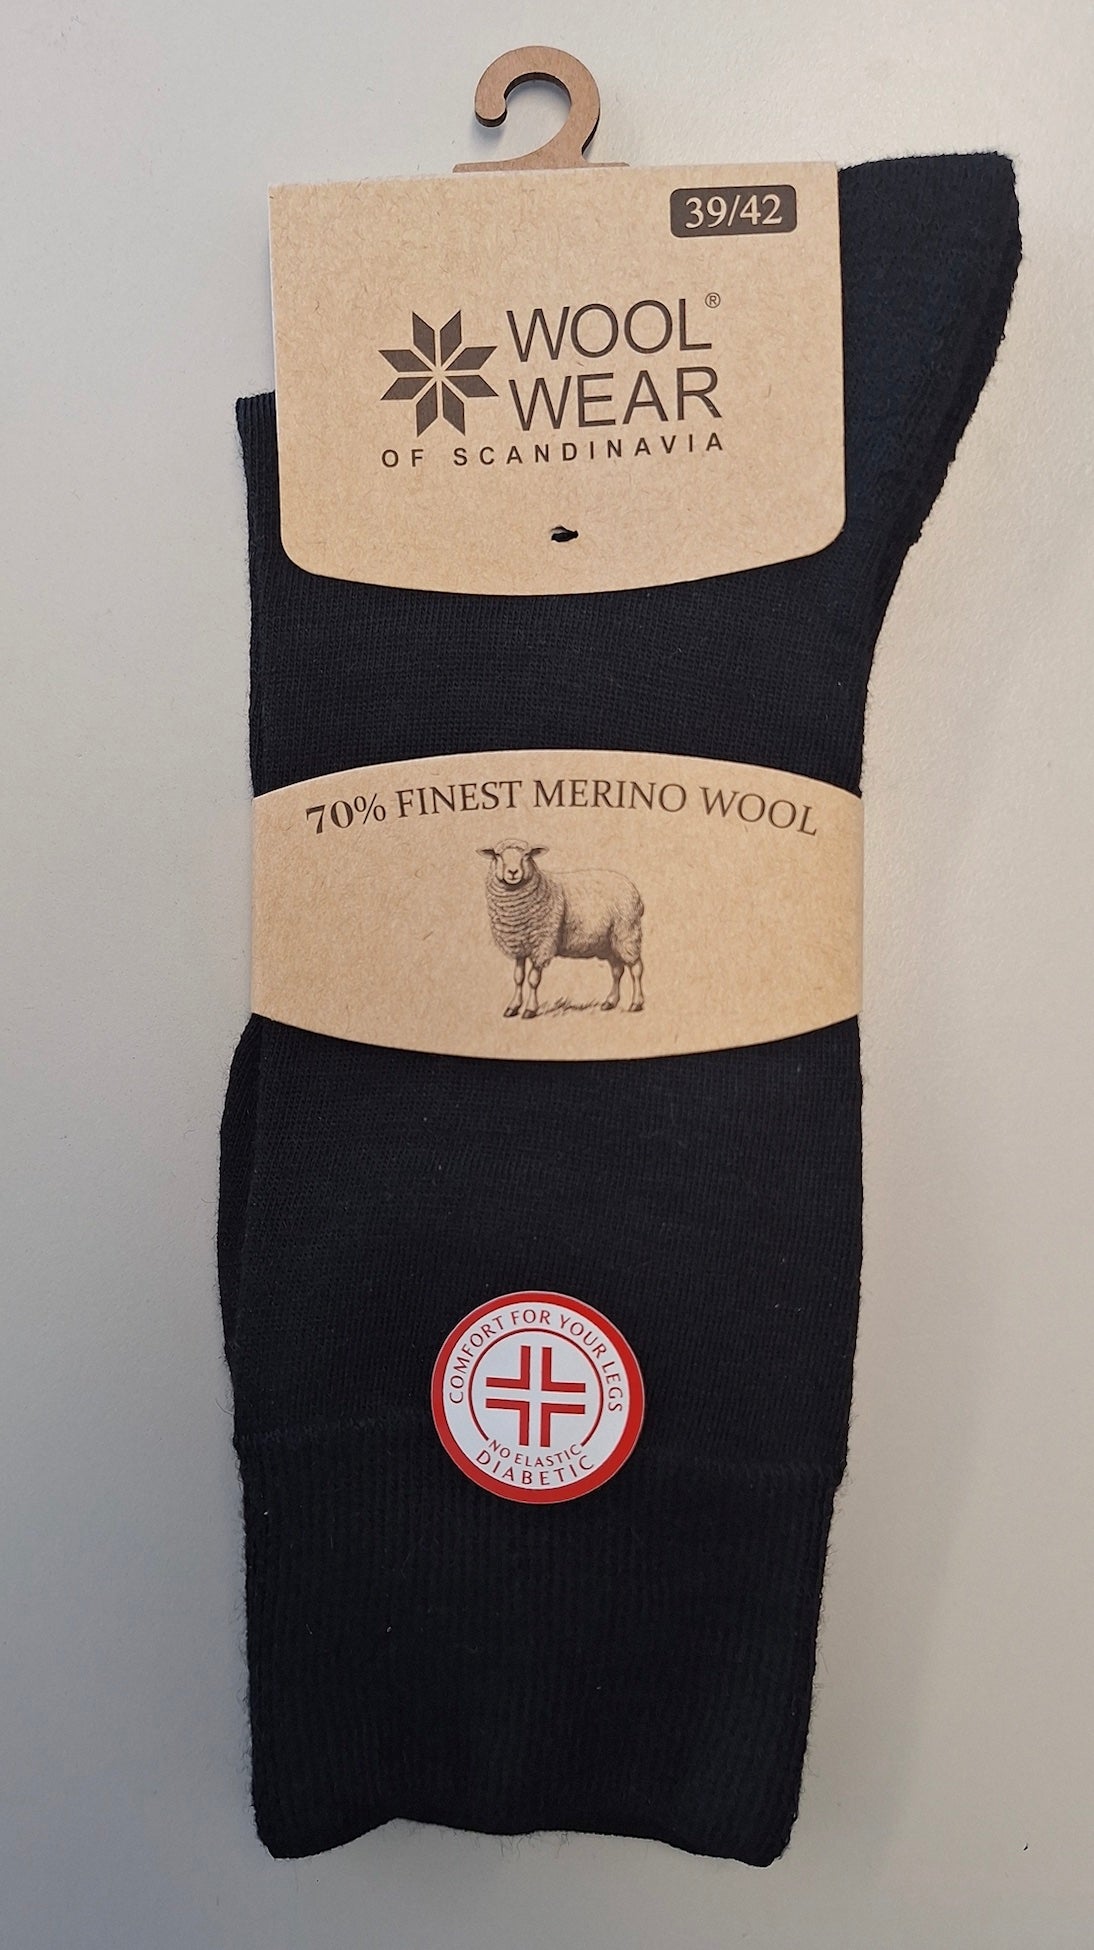 39/42
WOOL®
WEAR
OF SCANDINAVIA
70% FINEST MERINO WOOL
COMFORT FOR YOUR LEGS
NO ELASTIC
DIABETIC